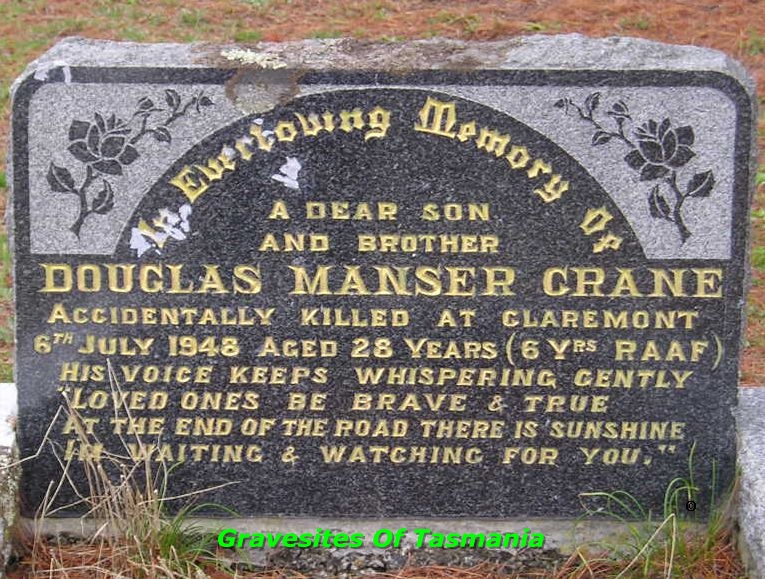 In Everloving Memory Of
A DEAR SON
AND BROTHER
DOUGLAS MANSER CRANE
ACCIDENTALLY KILLED AT CLAREMONT
6TH JULY 1948 AGED 28 YEARS (6 YRS RAAF)
HIS VOICE KEEPS WHISPERING GENTLY
"LOVED ONES BE BRAVE & TRUE
AT THE END OF THE ROAD THERE IS SUNSHINE
I'M WAITING & WATCHING FOR YOU."
Gravesites Of Tasmania